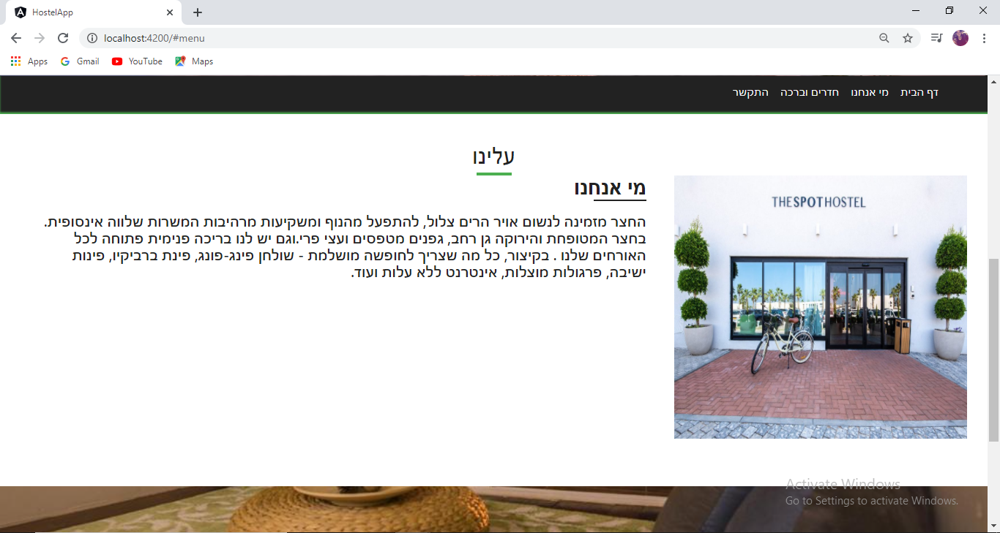 HostelApp
localhost:4200/#menu
Apps Gmail YouTube Maps
דף הבית מי אנחנו חדרים וברכה התקשר
עלינו
מי אנחנו
החצר מזמינה לנשום אויר הרים צלול, להתפעל מהנוף ומשקיעות מרהיבות המשרות שלווה אינסופית.
בחצר המטופחת והירוקה גן רחב, גפנים מטפסים ועצי פרי.וגם יש לנו בריכה פנימית פתוחה לכל
האורחים שלנו . בקיצור, כל מה שצריך לחופשה מושלמת - שולחן פינג-פונג, פינת ברביקיו, פינות
ישיבה, פרגולות מוצלות, אינטרנט ללא עלות ועוד.
THESPOTHOSTEL
Activate Windows
Go to Settings to activate Windows.